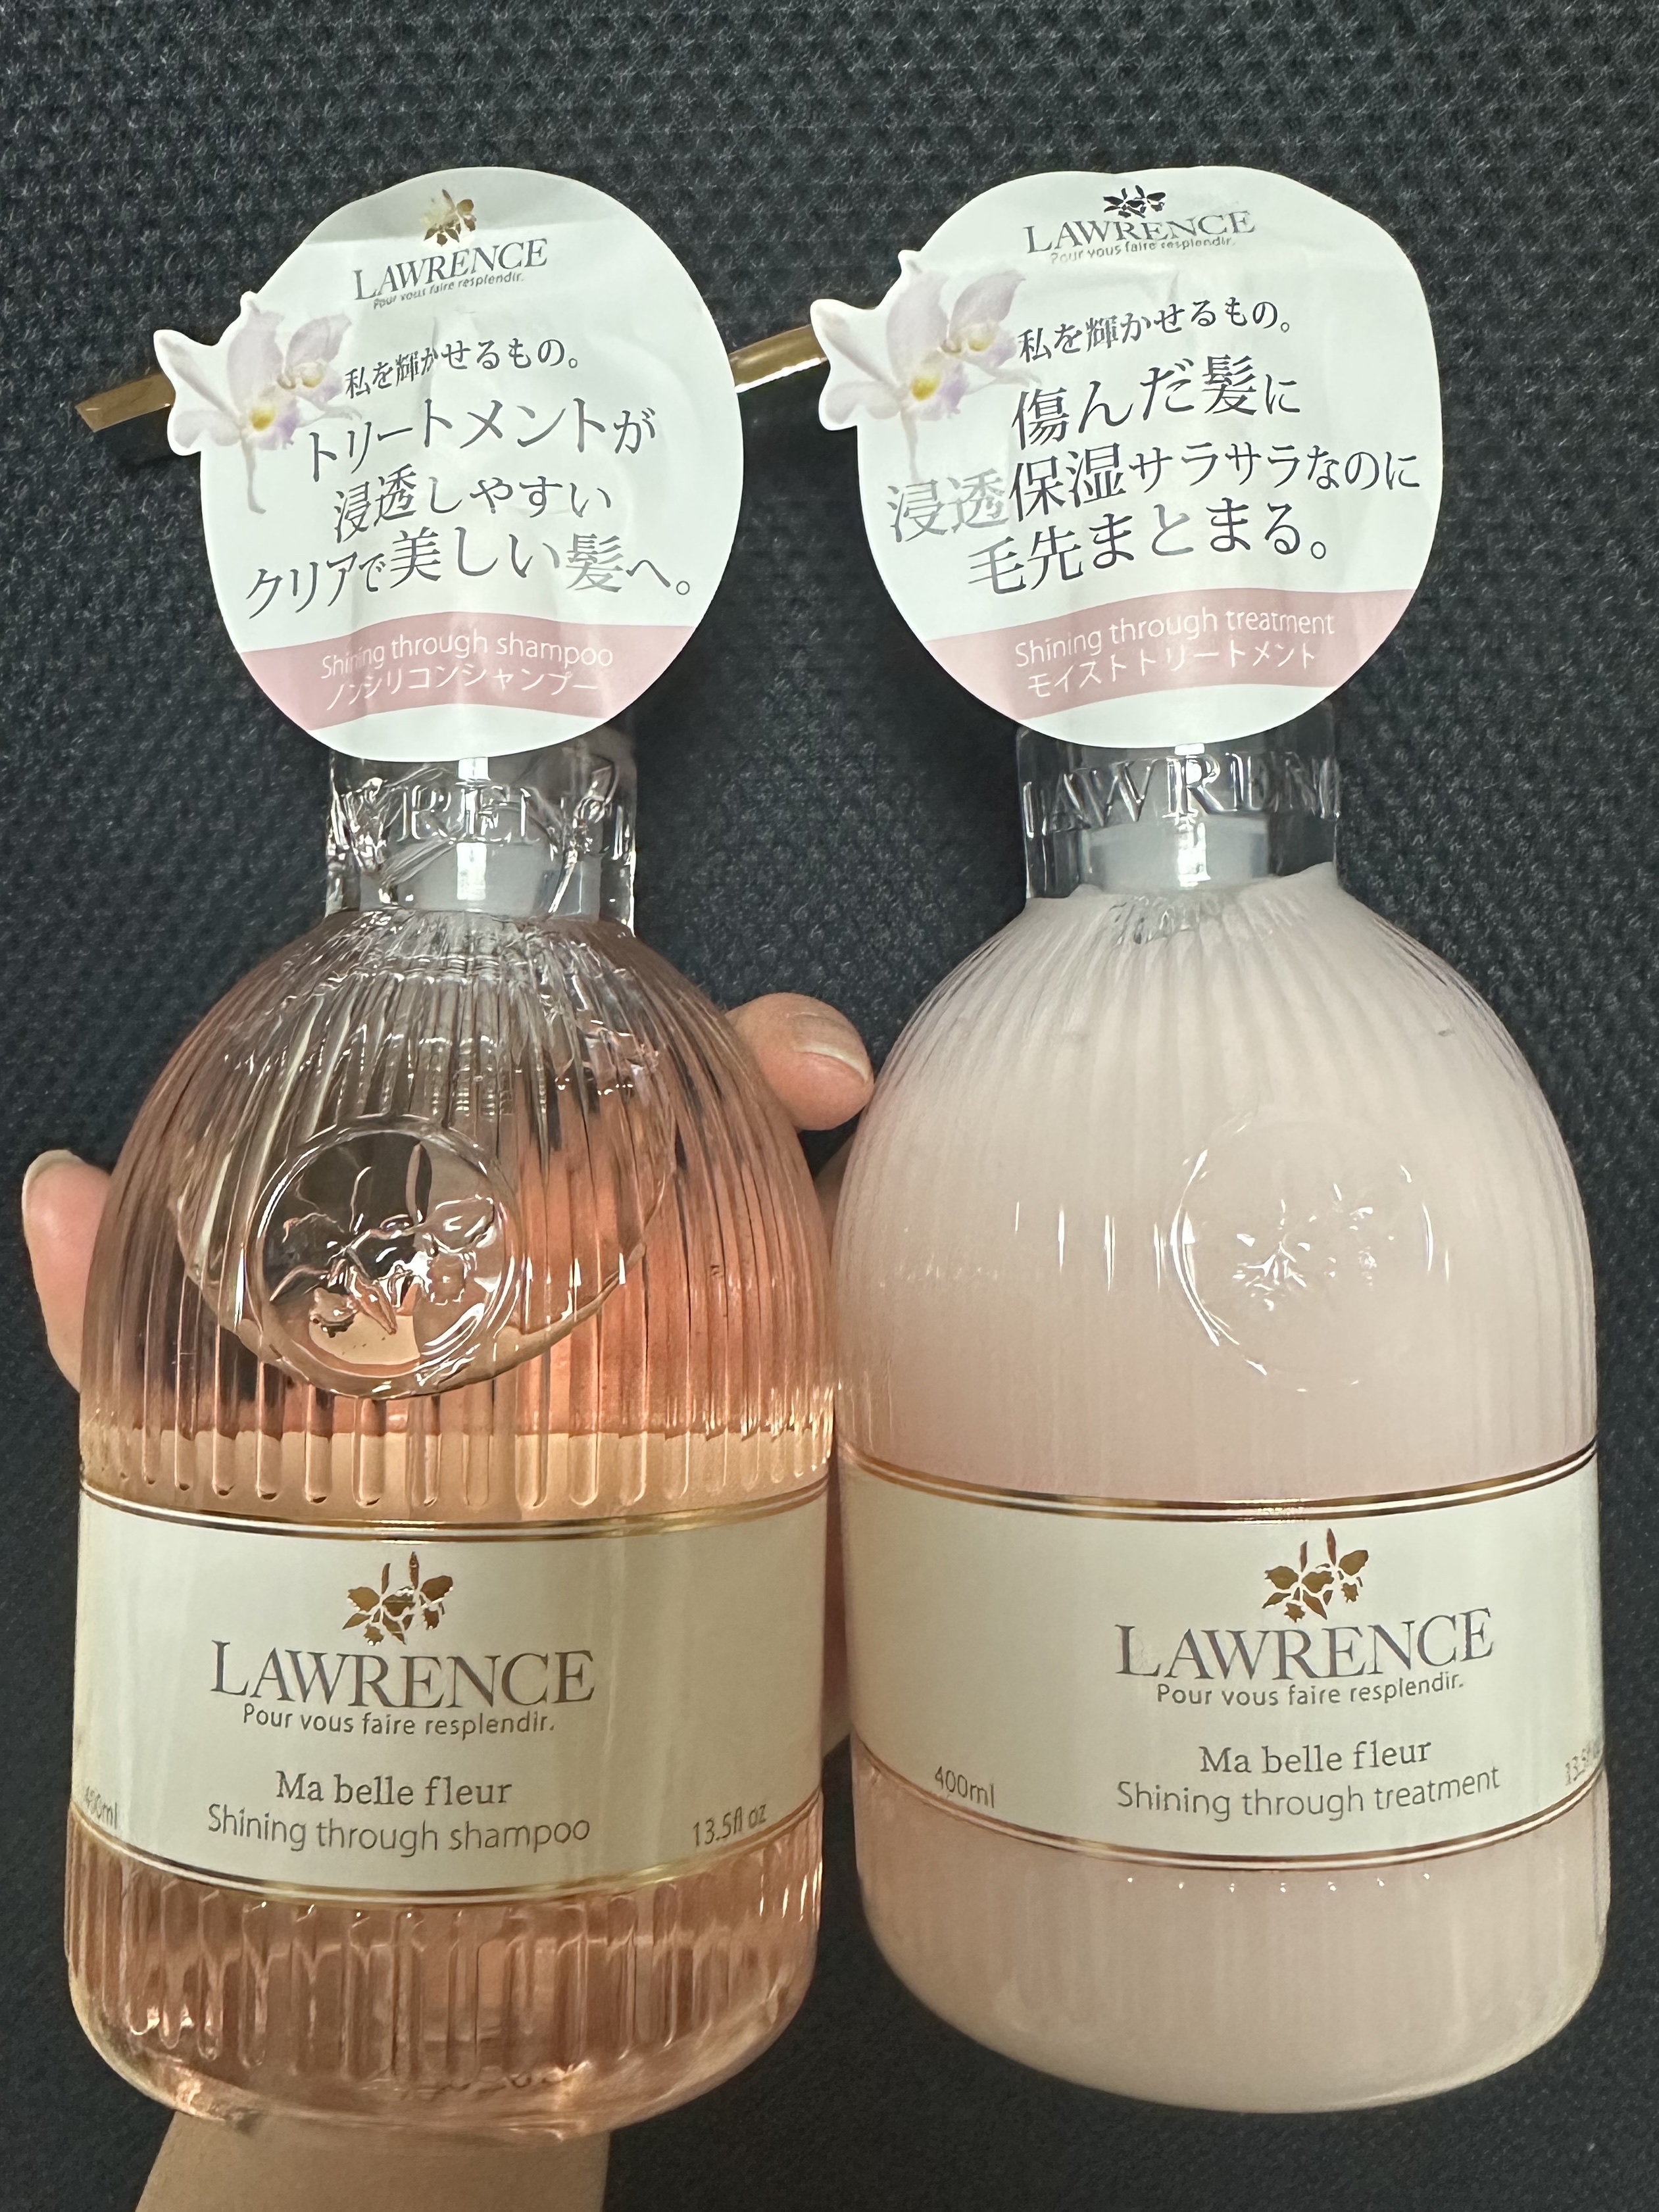 LAWRENCE
Pour vous faire resplendir.
私を輝かせるもの。
トリートメントが
浸透しやすい
クリアで美しい髪へ。
Shining through shampoo
ノンシリコンシャンプー
LAWRENCE
Pour vous faire resplendir.
Ma belle fleur
Shining through shampoo
400ml
13.5fl oz
LAWRENCE
Pour vous faire resplendir.
私を輝かせるもの。
傷んだ髪に
浸透保湿サラサラなのに
毛先まとまる。
Shining through treatment
モイストトリートメント
LAWREN
LAWRENCE
Pour vous faire resplendir.
Ma belle fleur
Shining through treatment
400ml